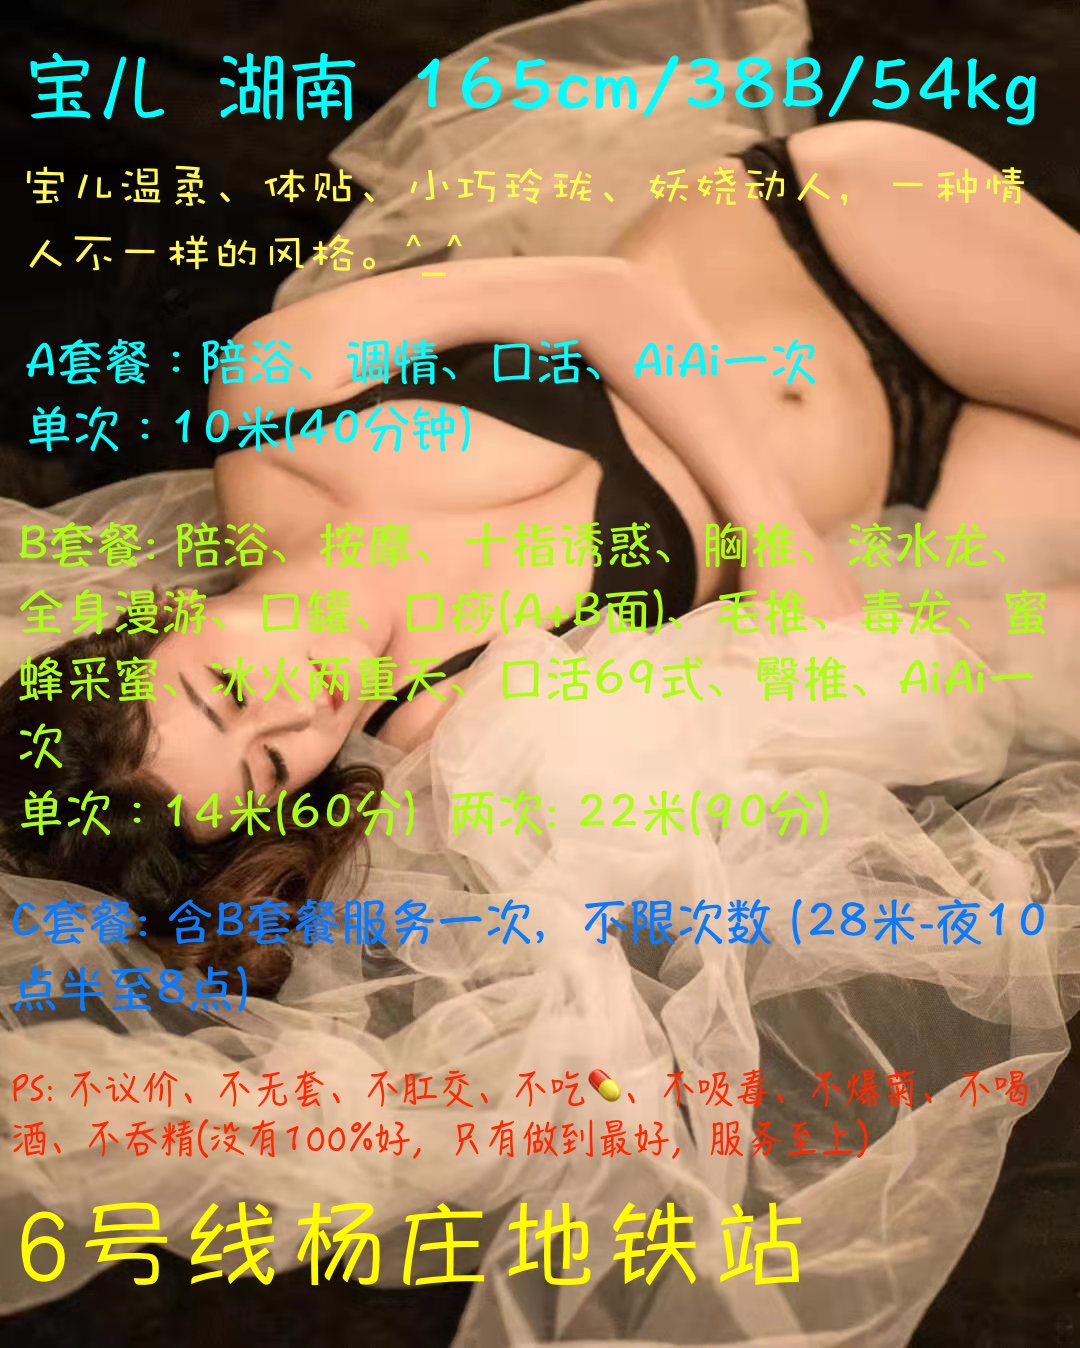 宝儿 湖南 165cm/38B/54kg
宝儿温柔、体贴、小巧玲珑、妖娆动人，一种情
人不一样的风格。^_^
A套餐：陪浴、调情、口活、AiAi一次
单次：10米(40分钟)
B套餐: 陪浴、按摩、十指诱惑、胸推、滚水龙、
全身漫游、口罐、口痧(A+B面)、毛推、毒龙、蜜
蜂采蜜、冰火两重天、口活69式、臀推、AiAi一
次
单次：14米(60分) 两次: 22米(90分)
C套餐: 含B套餐服务一次，不限次数 (28米-夜10
点半至8点)
PS: 不议价、不无套、不肛交、不吃💊、不吸毒、不爆菊、不喝
酒、不吞精(没有100%好，只有做到最好，服务至上)
6号线杨庄地铁站